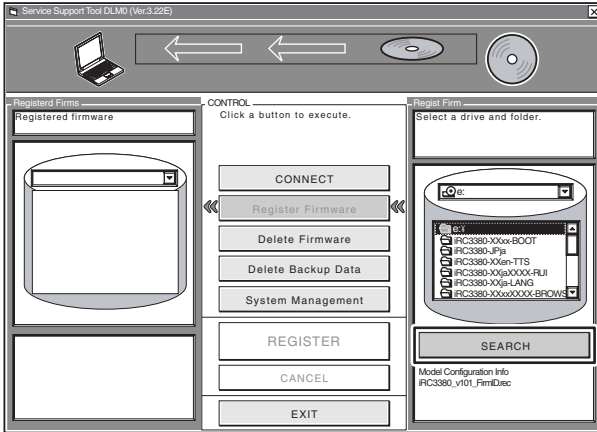 Service Support Tool DLM0 (Ver.3.22E)
Registerd Firms
Registered firmware
CONTROL
Click a button to execute.
CONNECT
Register Firmware
Delete Firmware
Delete Backup Data
System Management
REGISTER
CANCEL
EXIT
Regist Firm
Select a drive and folder.
e:
e:¥
iRC3380-XXxx-BOOT
iRC3380-JPja
iRC3380-XXen-TTS
iRC3380-XXjaXXXX-RUI
iRC3380-XXja-LANG
iRC3380-XXxxXXXX-BROWS
SEARCH
Model Configuration Info
iRC3380_v101_FirmID.rec